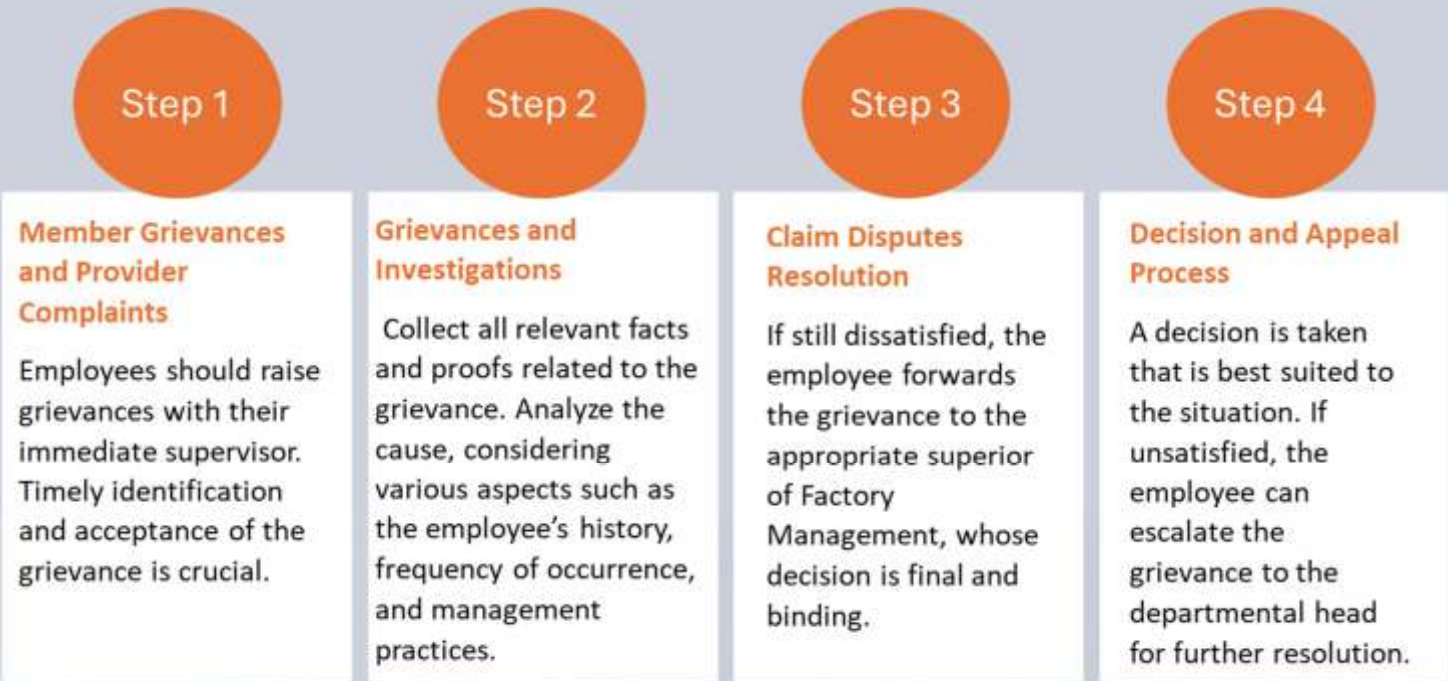 Step 1
Member Grievances
and Provider
Complaints
Employees should raise
grievances with their
immediate supervisor.
Timely identification
and acceptance of the
grievance is crucial.
Step 2
Grievances and
Investigations
Collect all relevant facts
and proofs related to the
grievance. Analyze the
cause, considering
various aspects such as
the employee’s history,
frequency of occurrence,
and management
practices.
Step 3
Claim Disputes
Resolution
If still dissatisfied, the
employee forwards
the grievance to the
appropriate superior
of Factory
Management, whose
decision is final and
binding.
Step 4
Decision and Appeal
Process
A decision is taken
that is best suited to
the situation. If
unsatisfied, the
employee can
escalate the
grievance to the
departmental head
for further resolution.